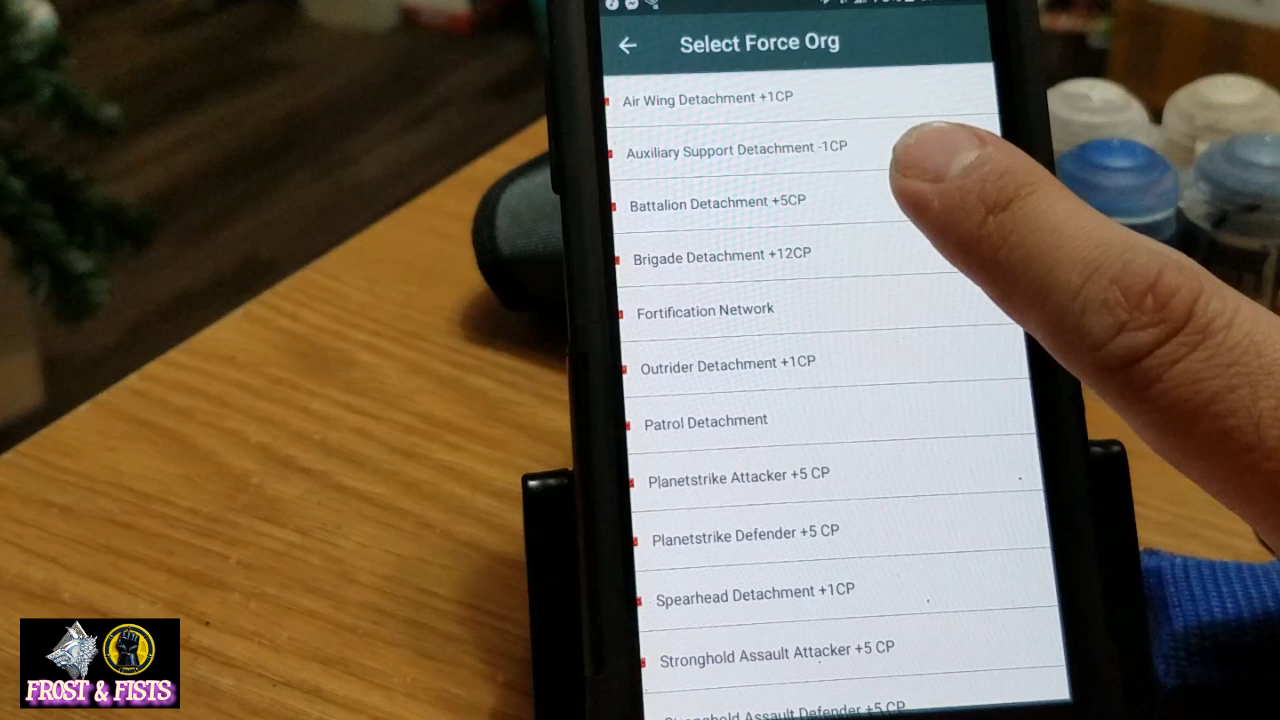 Select Force Org
Air Wing Detachment +1CP
Auxiliary Support Detachment -1CP
Battalion Detachment +5CP
Brigade Detachment +12CP
Fortification Network
Outrider Detachment +1CP
Patrol Detachment
Planetstrike Attacker +5 CP
Planetstrike Defender +5 CP
Spearhead Detachment +1CP
Stronghold Assault Attacker +5 CP
Stronghold Assault Defender +5 CP
FROST & FISTS